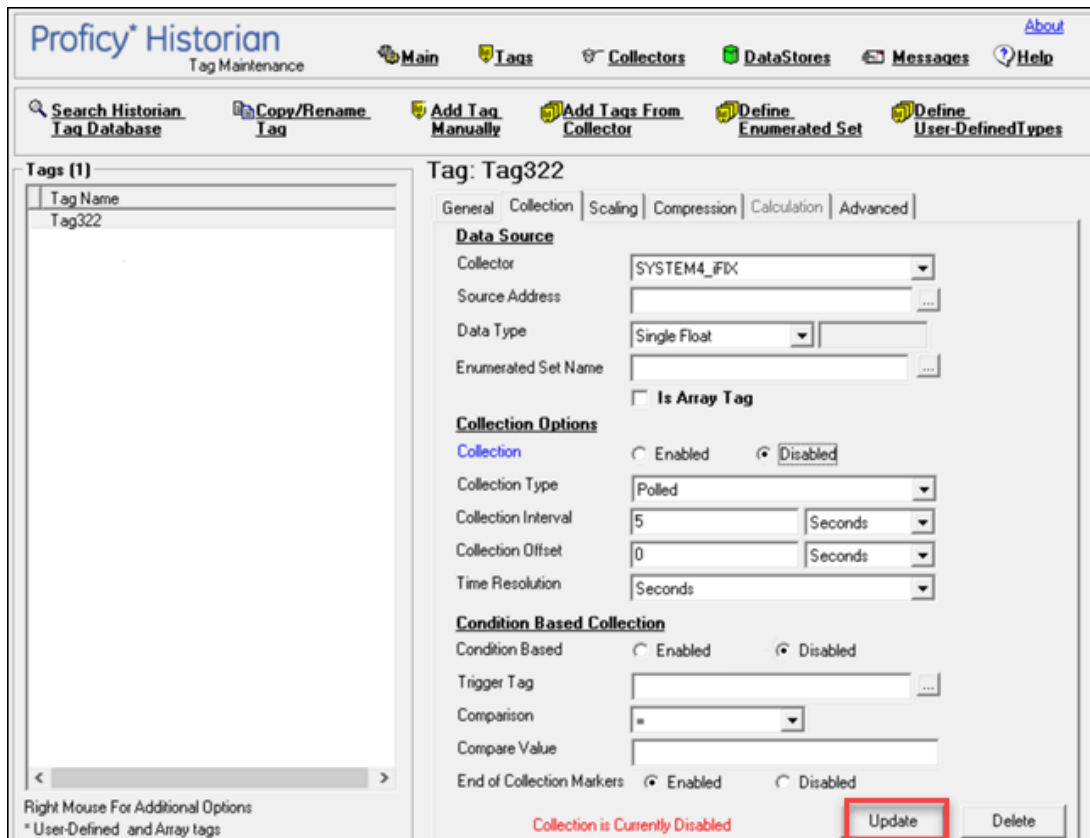 About
Proficy* Historian
Tag Maintenance
Main Tags Collectors DataStores Messages Help
Search Historian Tag Database
Copy/Rename Tag
Add Tag Manually
Add Tags From Collector
Define Enumerated Set
Define User-DefinedTypes
Tags (1)
Tag Name
Tag322
Right Mouse For Additional Options
* User-Defined and Array tags
Tag: Tag322
General Collection Scaling Compression Calculation Advanced
Data Source
Collector SYSTEM4_iFIX
Source Address ...
Data Type Single Float
Enumerated Set Name ...
Is Array Tag
Collection Options
Collection Enabled Disabled
Collection Type Polled
Collection Interval 5 Seconds
Collection Offset 0 Seconds
Time Resolution Seconds
Condition Based Collection
Condition Based Enabled Disabled
Trigger Tag ...
Comparison =
Compare Value
End of Collection Markers Enabled Disabled
Collection is Currently Disabled Update Delete